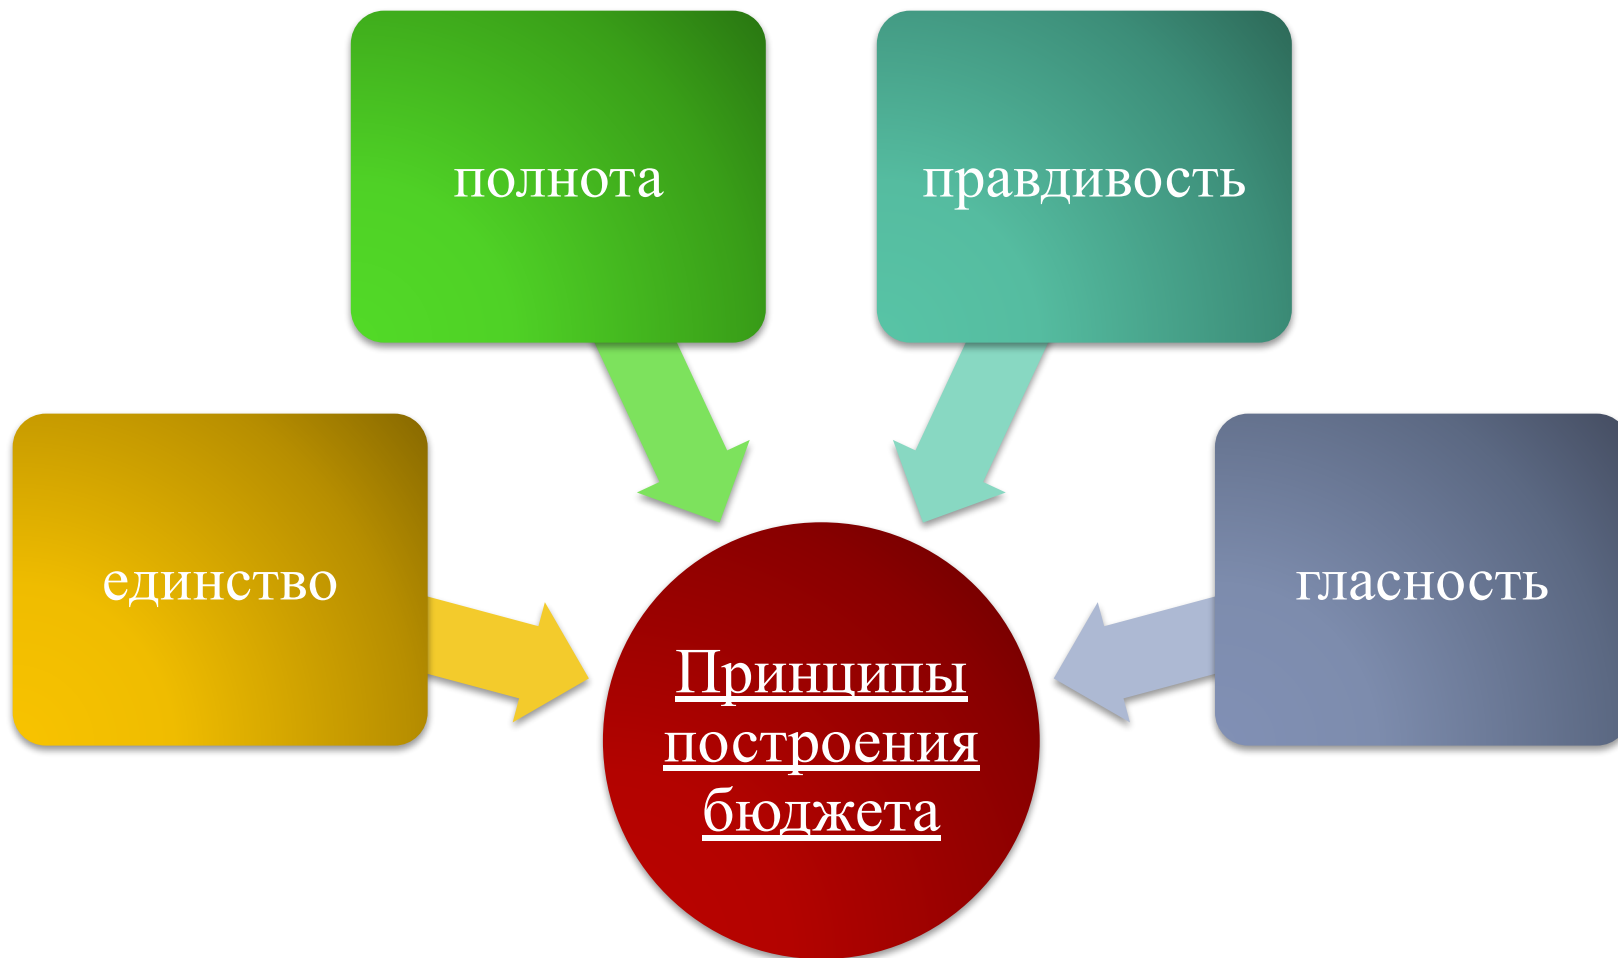 полнота
правдивость
единство
гласность
Принципы
построения
бюджета